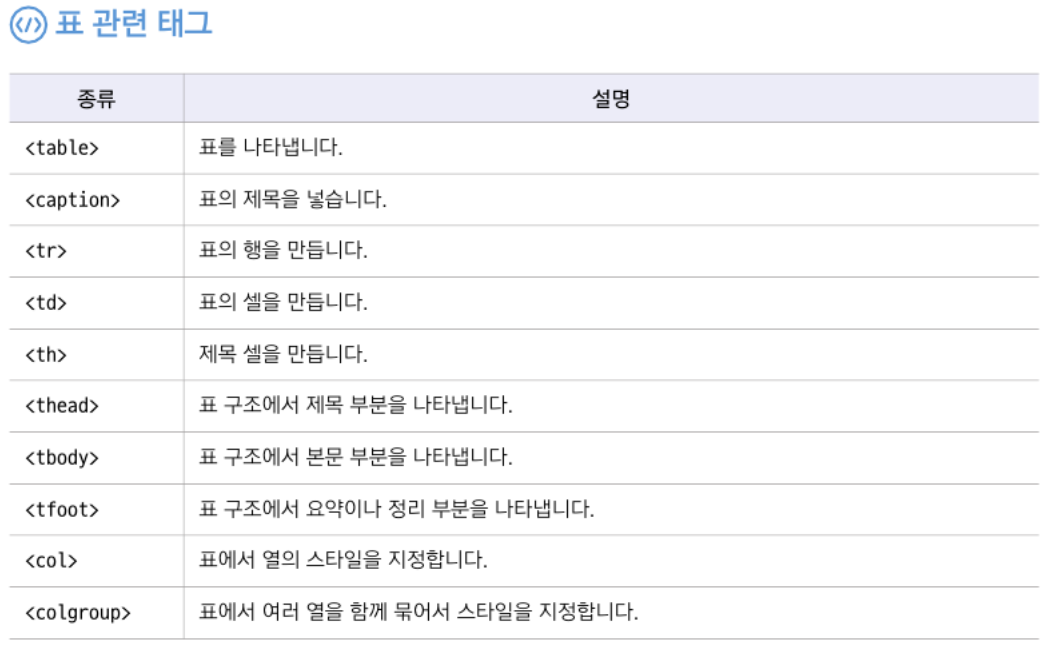 </> 표 관련 태그
종류 설명
<table> 표를 나타냅니다.
<caption> 표의 제목을 넣습니다.
<tr> 표의 행을 만듭니다.
<td> 표의 셀을 만듭니다.
<th> 제목 셀을 만듭니다.
<thead> 표 구조에서 제목 부분을 나타냅니다.
<tbody> 표 구조에서 본문 부분을 나타냅니다.
<tfoot> 표 구조에서 요약이나 정리 부분을 나타냅니다.
<col> 표에서 열의 스타일을 지정합니다.
<colgroup> 표에서 여러 열을 함께 묶어서 스타일을 지정합니다.